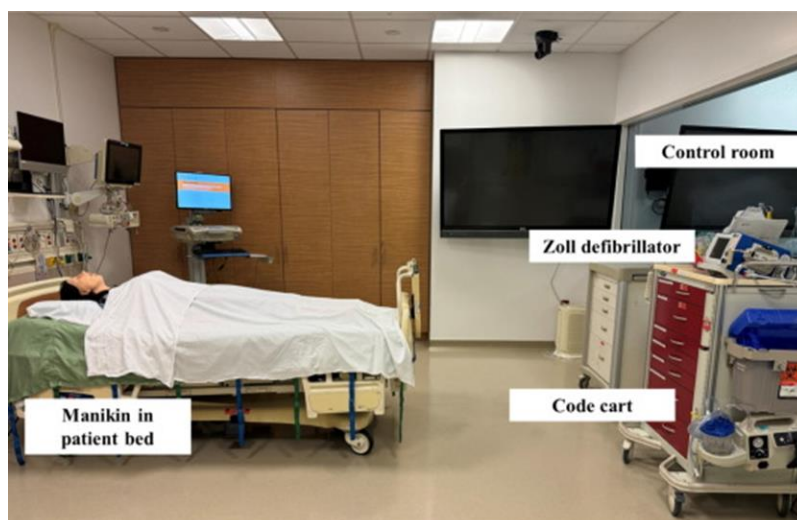 Control room
Zoll defibrillator
Code cart
Manikin in
patient bed